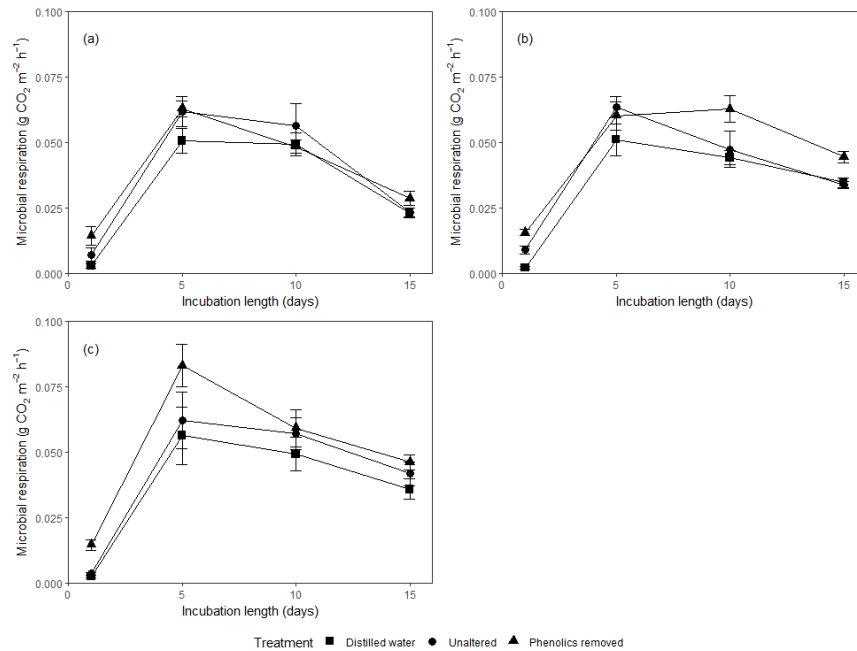 (a)
Microbial respiration (g CO₂ m⁻² h⁻¹)
0.100
0.075
0.050
0.025
0.000
0 5 10 15
Incubation length (days)
(b)
Microbial respiration (g CO₂ m⁻² h⁻¹)
0.100
0.075
0.050
0.025
0.000
0 5 10 15
Incubation length (days)
(c)
Microbial respiration (g CO₂ m⁻² h⁻¹)
0.100
0.075
0.050
0.025
0.000
0 5 10 15
Incubation length (days)
Treatment Distilled water Unaltered Phenolics removed